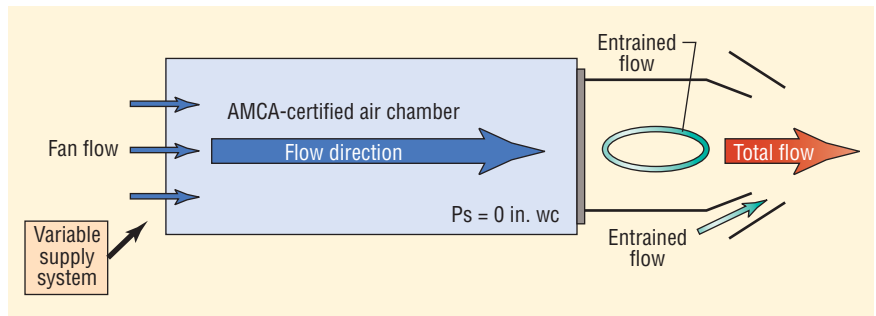 Entrained
flow
AMCA-certified air chamber
Fan flow
Flow direction
Total flow
Ps = 0 in. wc
Variable
supply
system
Entrained
flow